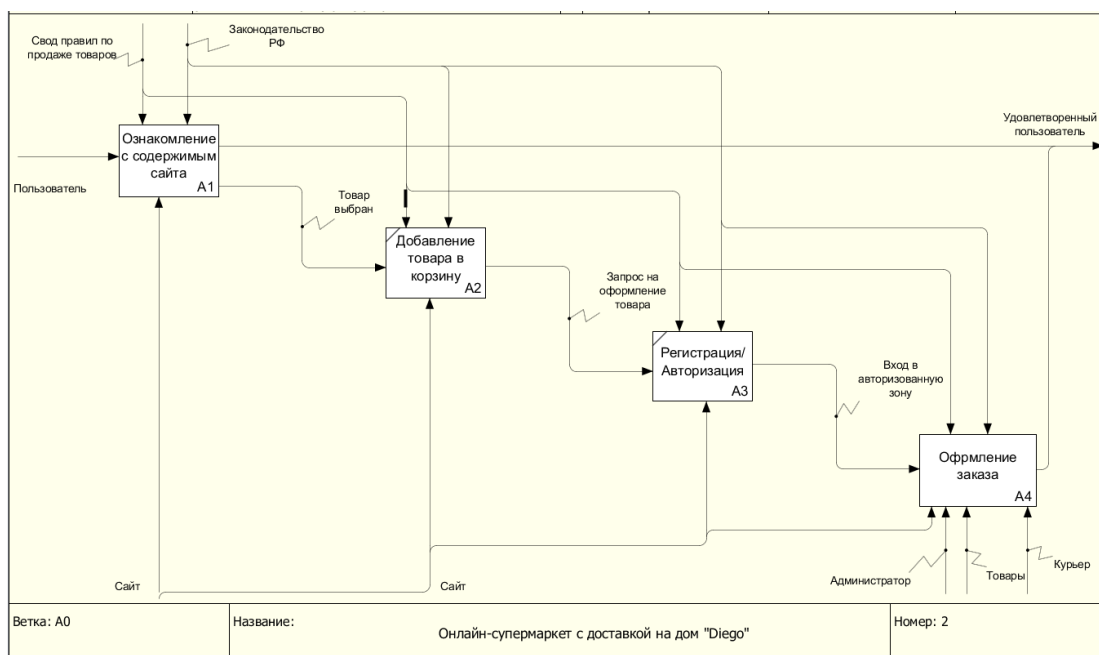 Свод правил по
продаже товаров
Законодательство
РФ
Удовлетворенный
пользователь
Ознакомление
с содержимым
сайта
A1
Пользователь
Товар
выбран
Добавление
товара в
корзину
A2
Запрос на
оформление
товара
Регистрация/
Авторизация
A3
Вход в
авторизованную
зону
Офрмление
заказа
A4
Сайт
Сайт
Администратор
Товары
Курьер
Ветка: A0
Название:
Онлайн-супермаркет с доставкой на дом "Diego"
Номер: 2